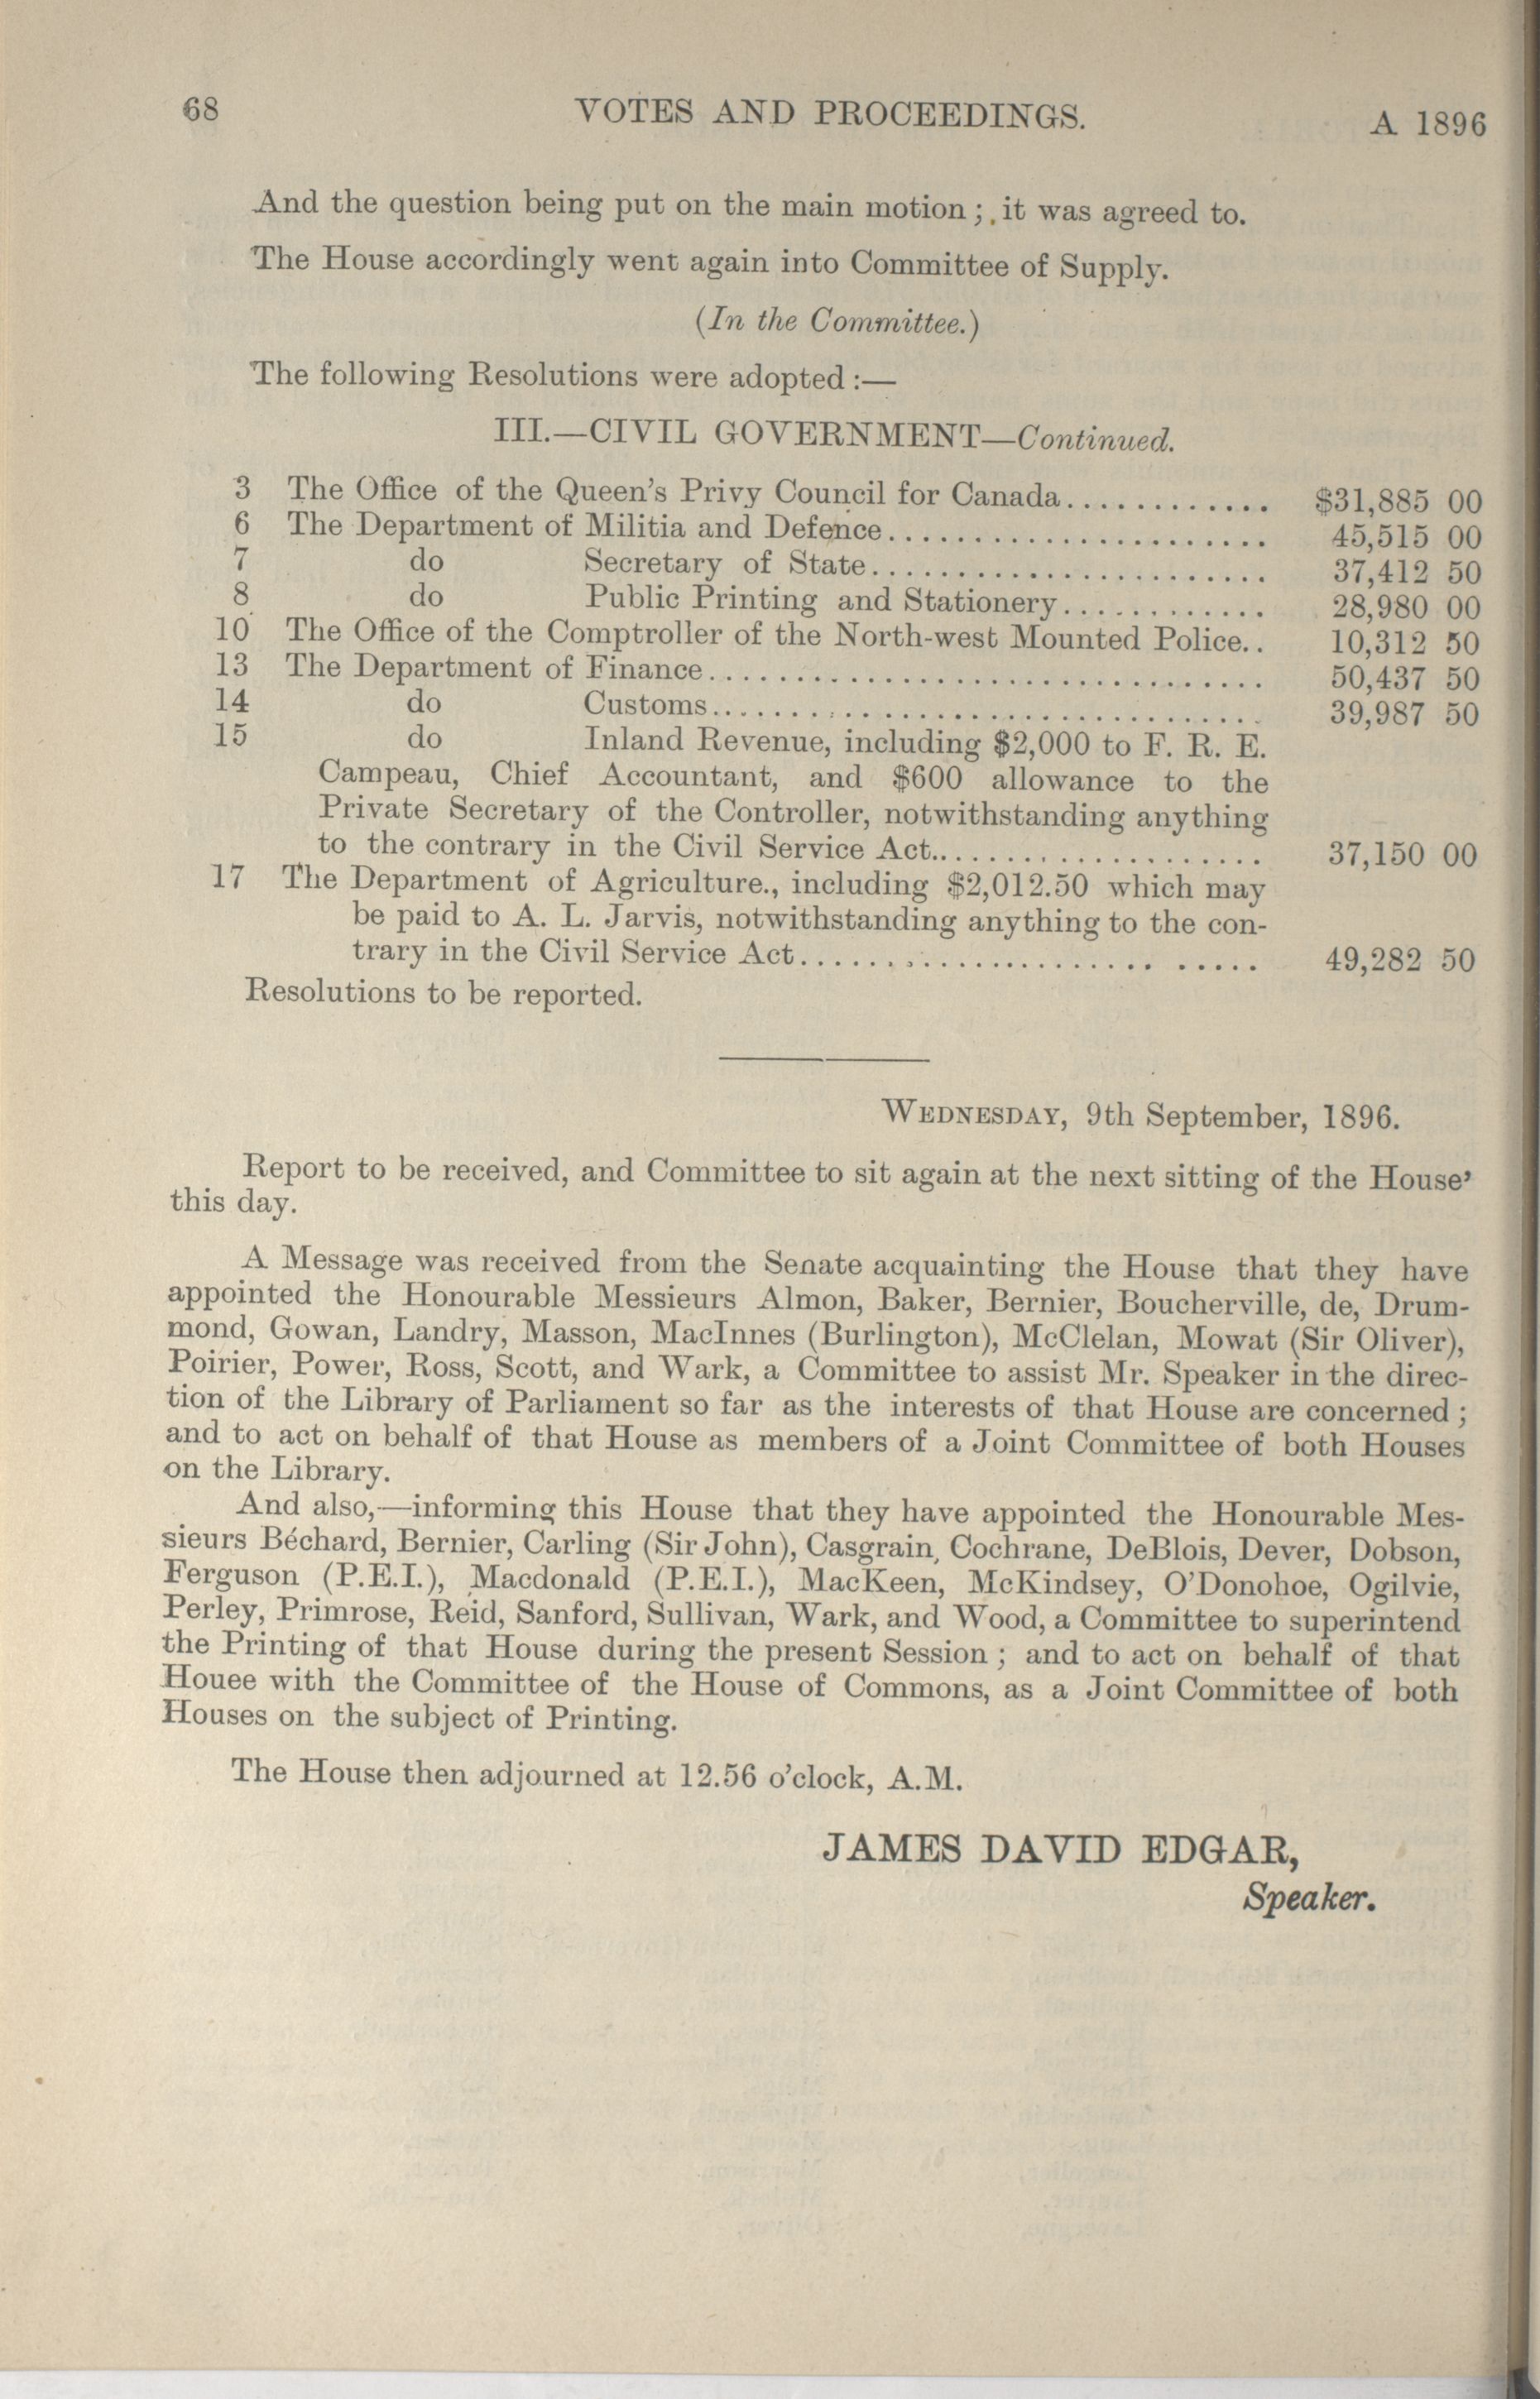 68 VOTES AND PROCEEDINGS. A 1896
And the question being put on the main motion; it was agreed to.
The House accordingly went again into Committee of Supply.
(In the Committee.)
The following Resolutions were adopted :—
III.—CIVIL GOVERNMENT—Continued.
3 The Office of the Queen's Privy Council for Canada............ $31,885 00
6 The Department of Militia and Defence...................... 45,515 00
7 do Secretary of State....................... 37,412 50
8 do Public Printing and Stationery............ 28,980 00
10 The Office of the Comptroller of the North-west Mounted Police.. 10,312 50
13 The Department of Finance................................ 50,437 50
14 do Customs................................ 39,987 50
15 do Inland Revenue, including $2,000 to F. R. E.
Campeau, Chief Accountant, and $600 allowance to the
Private Secretary of the Controller, notwithstanding anything
to the contrary in the Civil Service Act.................... 37,150 00
17 The Department of Agriculture., including $2,012.50 which may
be paid to A. L. Jarvis, notwithstanding anything to the con-
trary in the Civil Service Act.......................... 49,282 50
Resolutions to be reported.
WEDNESDAY, 9th September, 1896.
Report to be received, and Committee to sit again at the next sitting of the House'
this day.
A Message was received from the Senate acquainting the House that they have
appointed the Honourable Messieurs Almon, Baker, Bernier, Boucherville, de, Drum-
mond, Gowan, Landry, Masson, MacInnes (Burlington), McClelan, Mowat (Sir Oliver),
Poirier, Power, Ross, Scott, and Wark, a Committee to assist Mr. Speaker in the direc-
tion of the Library of Parliament so far as the interests of that House are concerned ;
and to act on behalf of that House as members of a Joint Committee of both Houses
on the Library.
And also,—informing this House that they have appointed the Honourable Mes-
sieurs Béchard, Bernier, Carling (Sir John), Casgrain, Cochrane, DeBlois, Dever, Dobson,
Ferguson (P.E.I.), Macdonald (P.E.I.), MacKeen, McKindsey, O'Donohoe, Ogilvie,
Perley, Primrose, Reid, Sanford, Sullivan, Wark, and Wood, a Committee to superintend
the Printing of that House during the present Session ; and to act on behalf of that
Houee with the Committee of the House of Commons, as a Joint Committee of both
Houses on the subject of Printing.
The House then adjourned at 12.56 o'clock, A.M.
JAMES DAVID EDGAR,
Speaker.